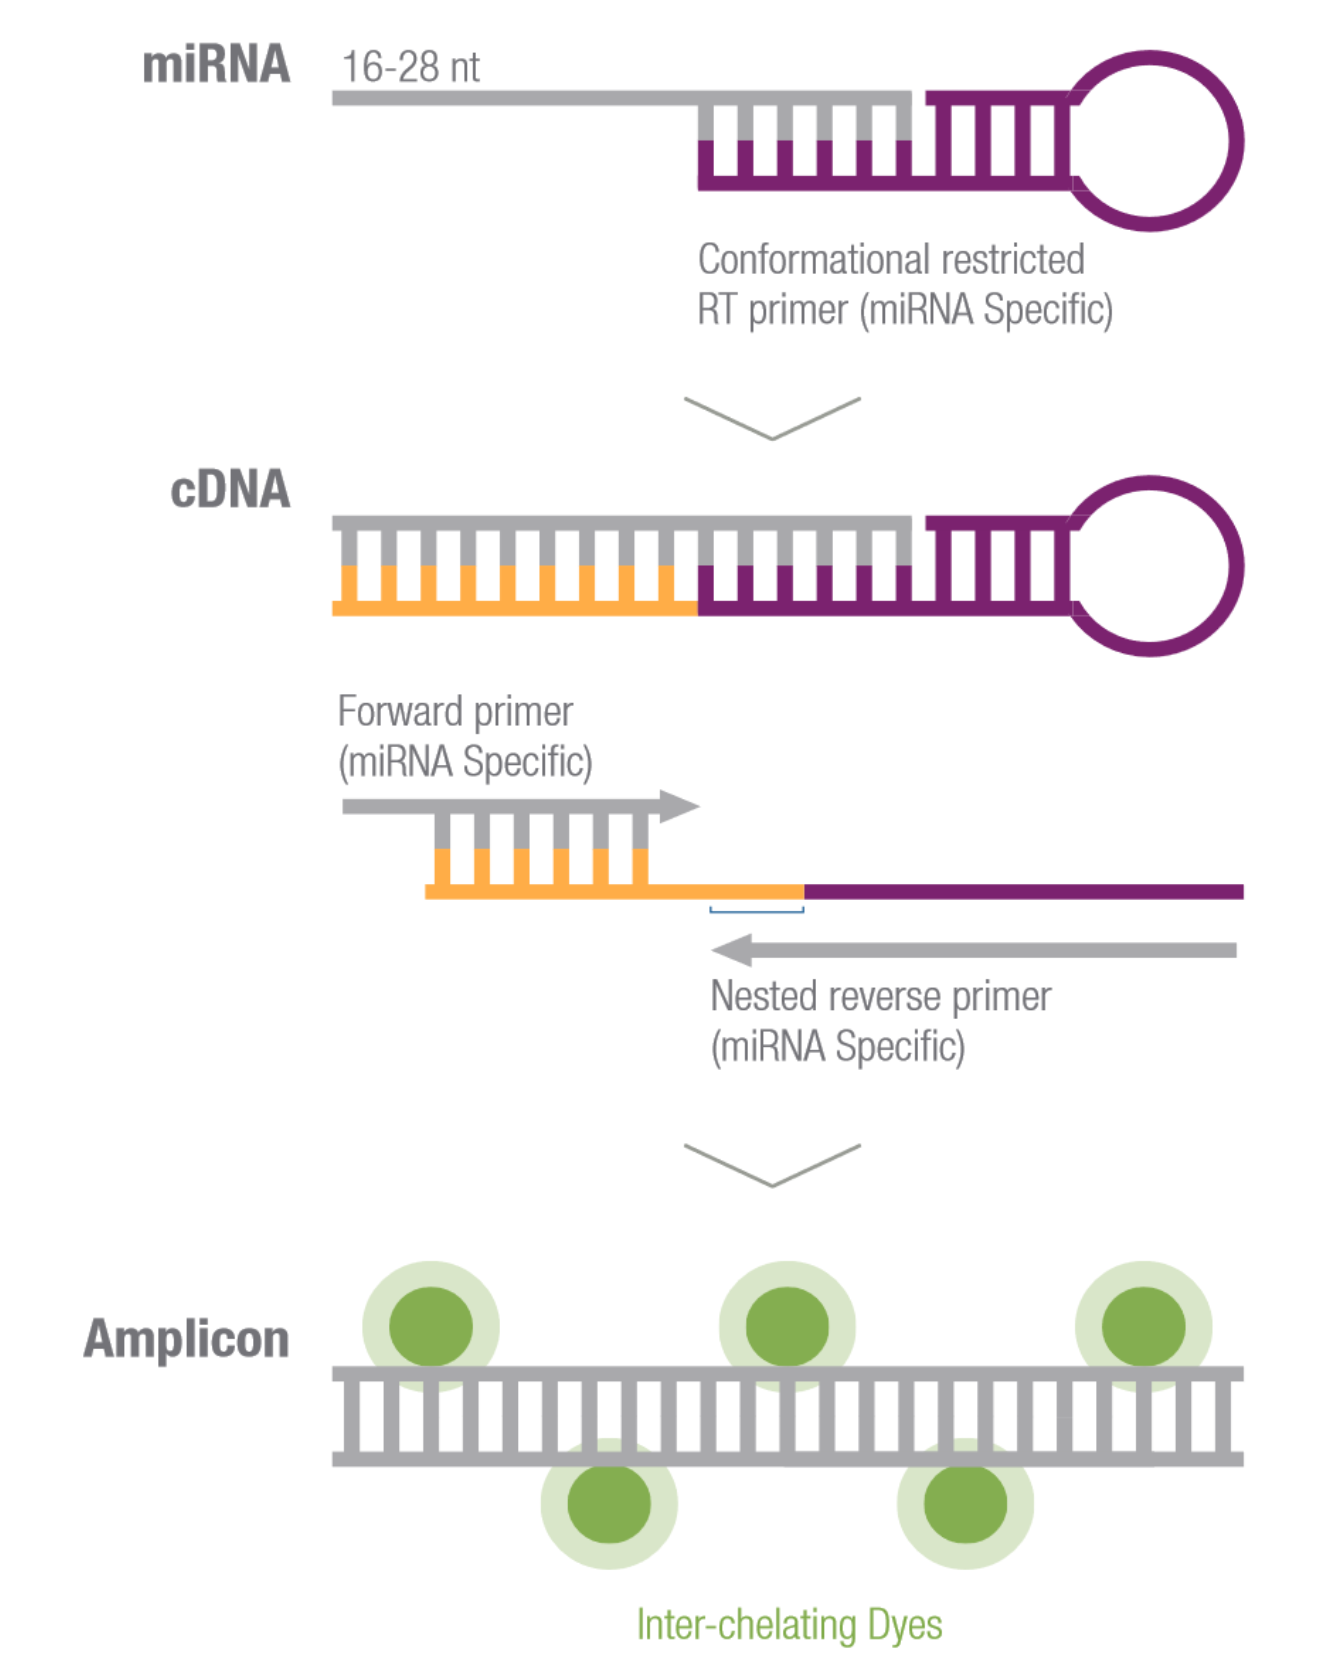 miRNA
16-28 nt
Conformational restricted
RT primer (miRNA Specific)
cDNA
Forward primer
(miRNA Specific)
Nested reverse primer
(miRNA Specific)
Amplicon
Inter-chelating Dyes